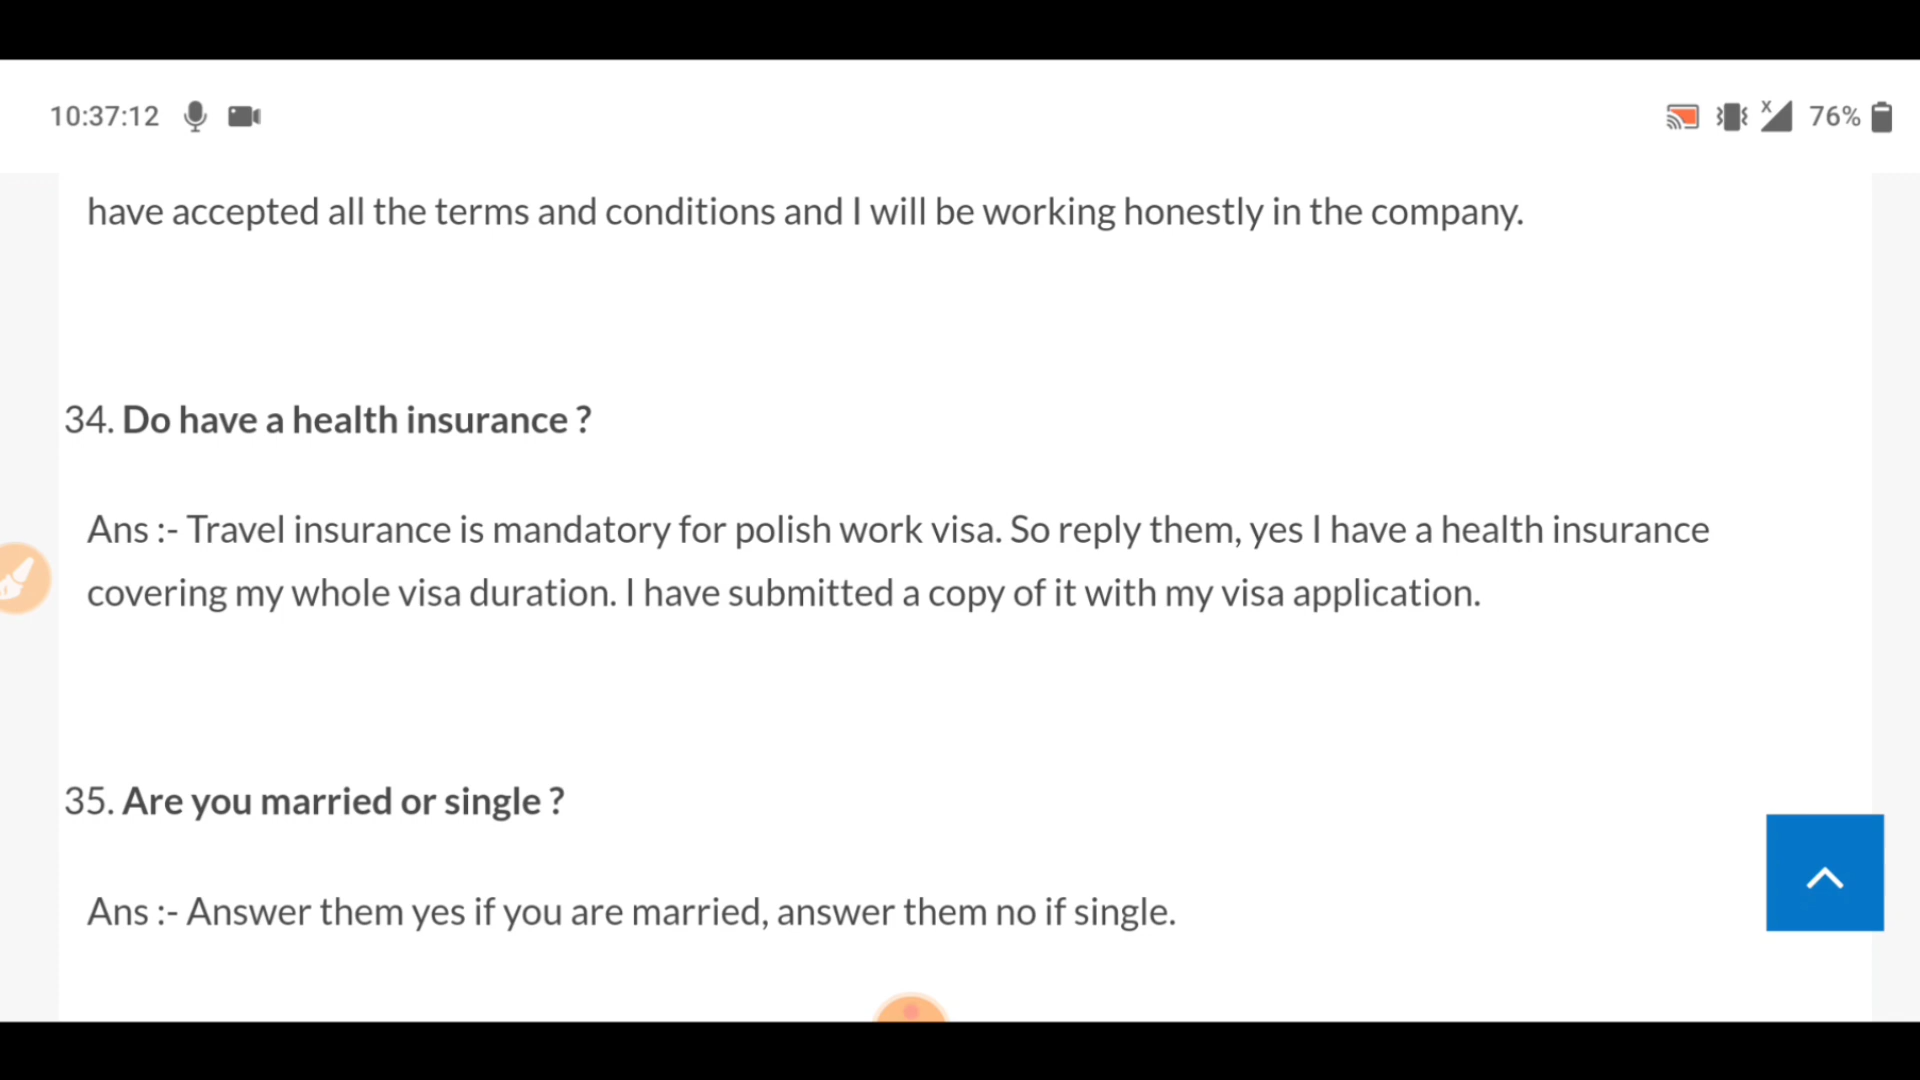 10:37:12
x 76%
have accepted all the terms and conditions and I will be working honestly in the company.
34. Do have a health insurance ?
Ans :- Travel insurance is mandatory for polish work visa. So reply them, yes I have a health insurance
covering my whole visa duration. I have submitted a copy of it with my visa application.
35. Are you married or single ?
Ans :- Answer them yes if you are married, answer them no if single.